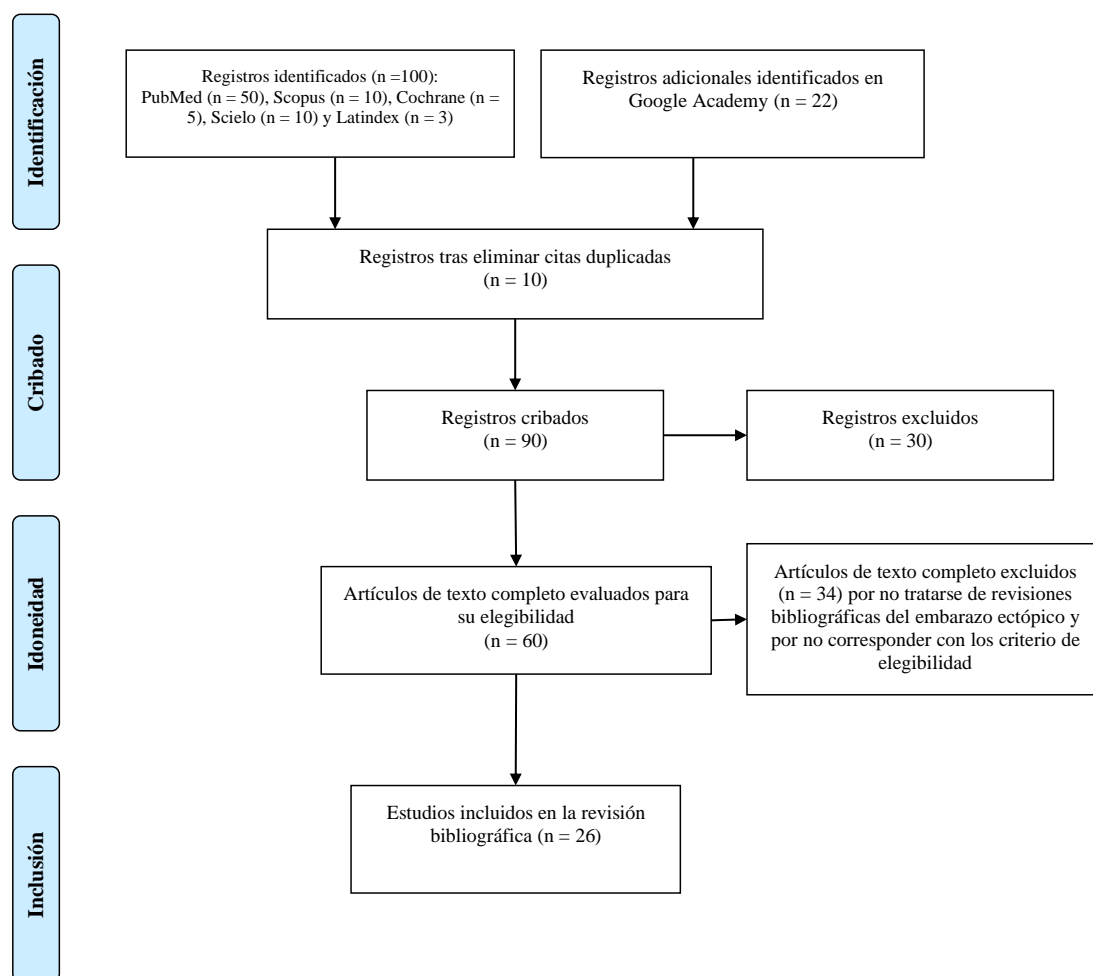 Identificación
Registros identificados (n =100):
PubMed (n = 50), Scopus (n = 10), Cochrane (n =
5), Scielo (n = 10) y Latindex (n = 3)
Registros adicionales identificados en
Google Academy (n = 22)
Registros tras eliminar citas duplicadas
(n = 10)
Cribado
Registros cribados
(n = 90)
Registros excluidos
(n = 30)
Idoneidad
Artículos de texto completo evaluados para
su elegibilidad
(n = 60)
Artículos de texto completo excluidos
(n = 34) por no tratarse de revisiones
bibliográficas del embarazo ectópico y
por no corresponder con los criterio de
elegibilidad
Inclusión
Estudios incluidos en la revisión
bibliográfica (n = 26)